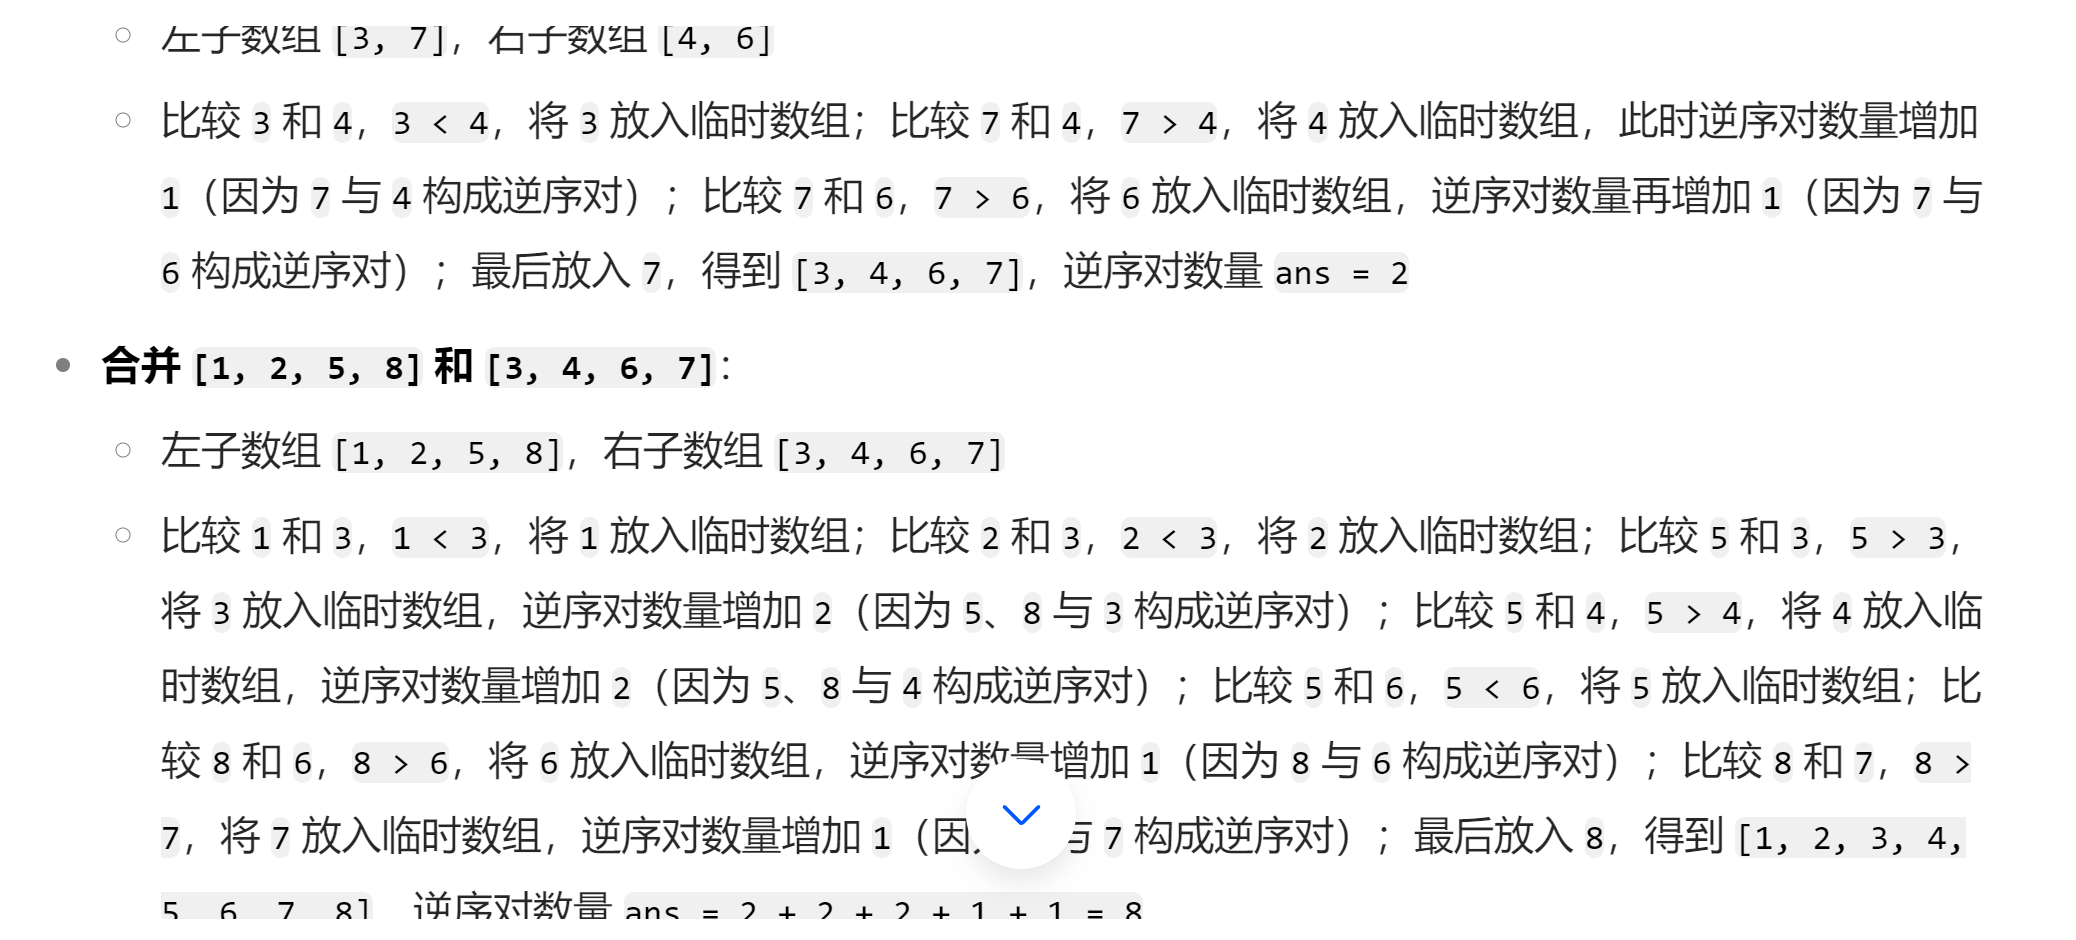 左子数组 [3, 7]，右子数组 [4, 6]
比较 3 和 4，3 < 4，将 3 放入临时数组；比较 7 和 4，7 > 4，将 4 放入临时数组，此时逆序对数量增加
1（因为 7 与 4 构成逆序对）；比较 7 和 6，7 > 6，将 6 放入临时数组，逆序对数量再增加 1（因为 7 与
6 构成逆序对）；最后放入 7，得到 [3, 4, 6, 7]，逆序对数量 ans = 2
合并 [1, 2, 5, 8] 和 [3, 4, 6, 7]：
左子数组 [1, 2, 5, 8]，右子数组 [3, 4, 6, 7]
比较 1 和 3，1 < 3，将 1 放入临时数组；比较 2 和 3，2 < 3，将 2 放入临时数组；比较 5 和 3，5 > 3，
将 3 放入临时数组，逆序对数量增加 2（因为 5、8 与 3 构成逆序对）；比较 5 和 4，5 > 4，将 4 放入临
时数组，逆序对数量增加 2（因为 5、8 与 4 构成逆序对）；比较 5 和 6，5 < 6，将 5 放入临时数组；比
较 8 和 6，8 > 6，将 6 放入临时数组，逆序对数量增加 1（因为 8 与 6 构成逆序对）；比较 8 和 7，8 >
7，将 7 放入临时数组，逆序对数量增加 1（因 与 7 构成逆序对）；最后放入 8，得到 [1, 2, 3, 4,
5, 6, 7, 8]，逆序对数量 ans = 2 + 2 + 2 + 1 + 1 = 8